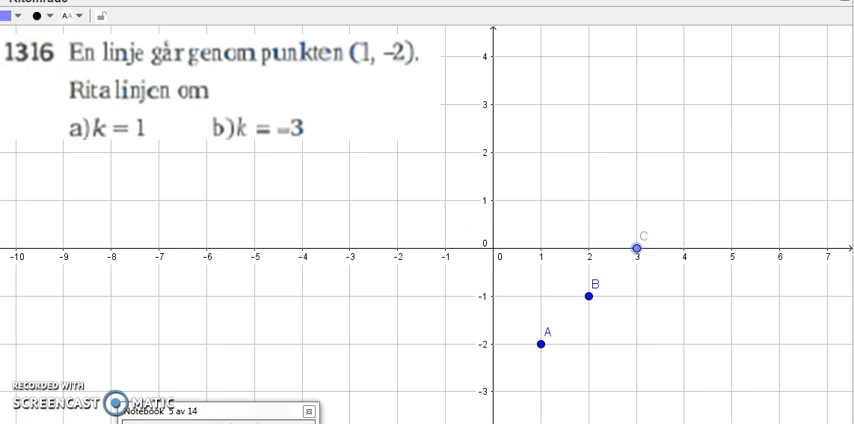 1316 En linje går genom punkten (1, -2).
Rita linjen om
a) k = 1 b) k = -3
4
3
2
1
0
-10 -9 -8 -7 -6 -5 -4 -3 -2 -1 0 1 2 3 4 5 6 7
-1
-2
-3
C
B
A
RECORDED WITH
SCREENCAST MATIC
Notebook 5 av 14